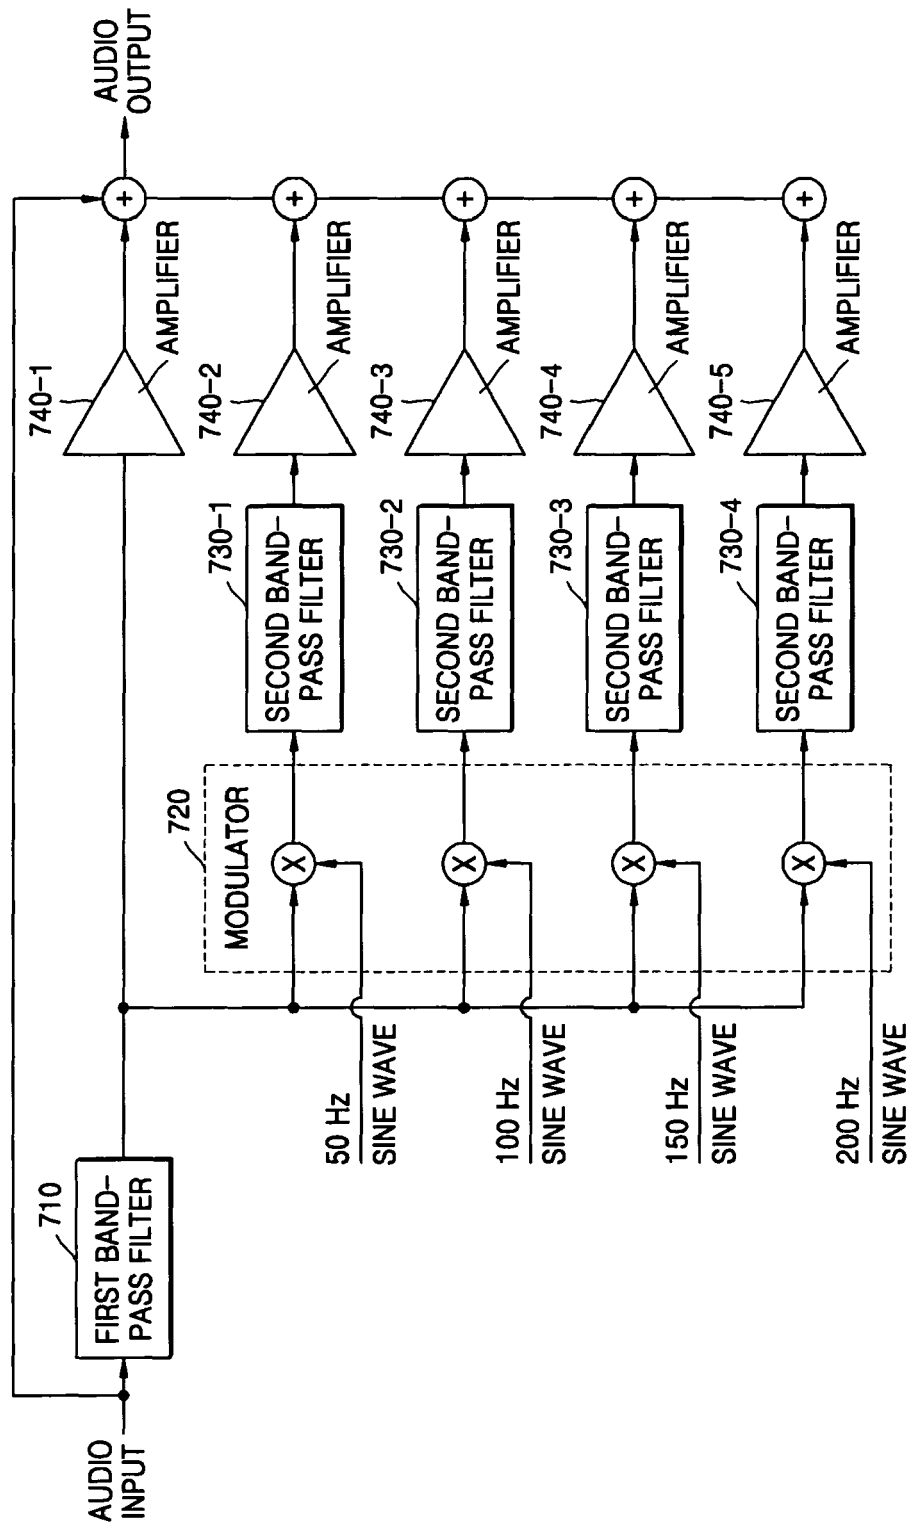 AUDIO
INPUT
710
FIRST BAND-
PASS FILTER
720
MODULATOR
50 Hz
SINE WAVE
100 Hz
SINE WAVE
150 Hz
SINE WAVE
200 Hz
SINE WAVE
X
X
X
X
730-1
SECOND BAND-
PASS FILTER
730-2
SECOND BAND-
PASS FILTER
730-3
SECOND BAND-
PASS FILTER
730-4
SECOND BAND-
PASS FILTER
740-1
AMPLIFIER
740-2
AMPLIFIER
740-3
AMPLIFIER
740-4
AMPLIFIER
740-5
AMPLIFIER
+
+
+
+
+
AUDIO
OUTPUT